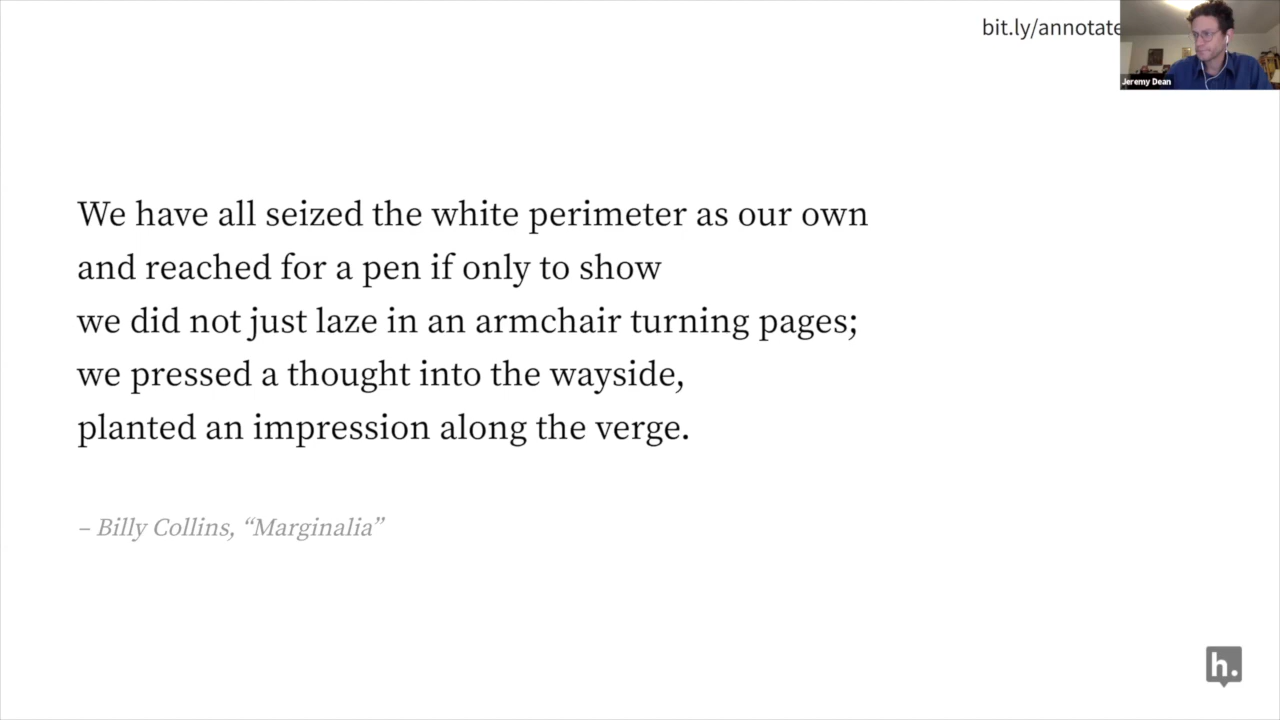 bit.ly/annotate
Jeremy Dean
We have all seized the white perimeter as our own
and reached for a pen if only to show
we did not just laze in an armchair turning pages;
we pressed a thought into the wayside,
planted an impression along the verge.
– Billy Collins, “Marginalia”
h.